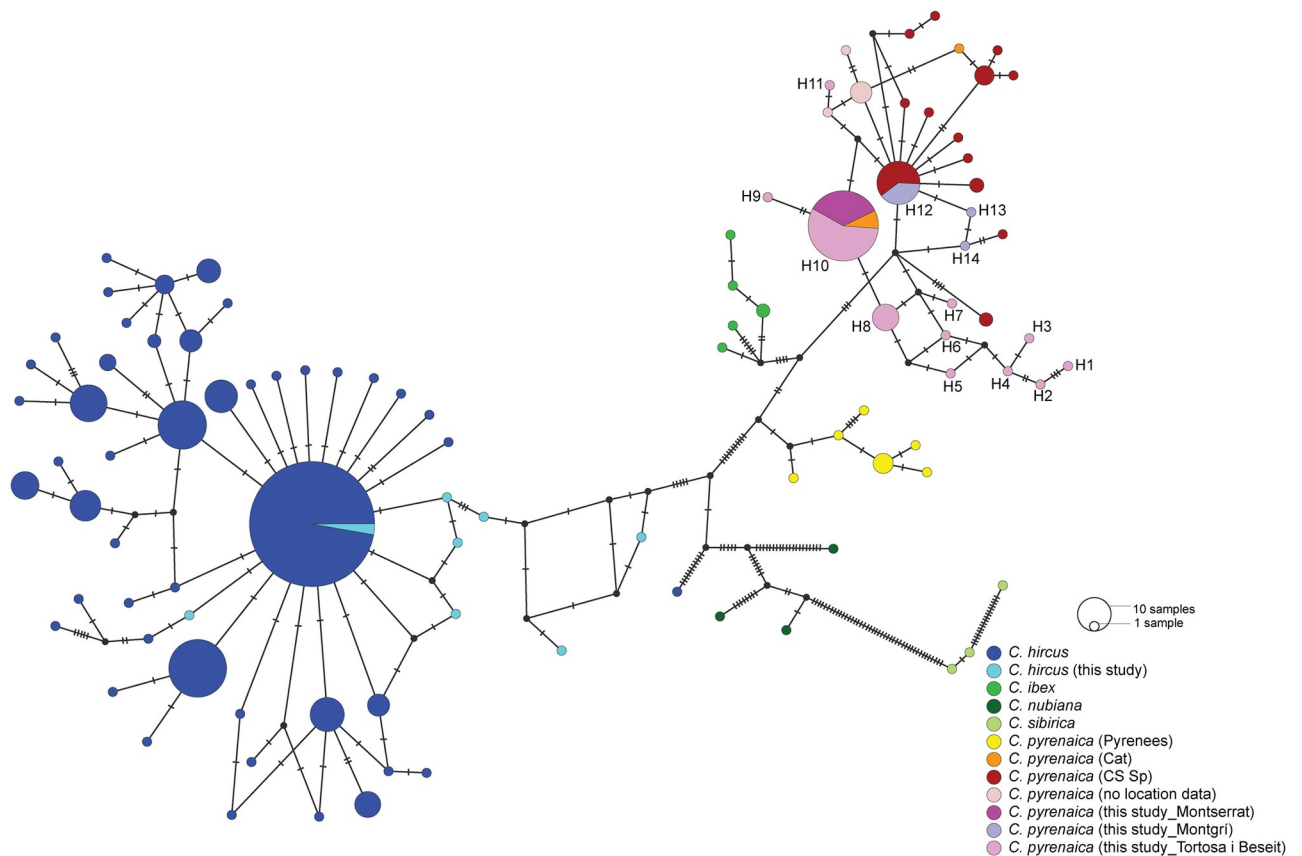 H11
H9
H12
H13
H14
H10
H7
H8
H3
H6
H1
H5
H4
H2
10 samples
1 sample
C. hircus
C. hircus (this study)
C. ibex
C. nubiana
C. sibirica
C. pyrenaica (Pyrenees)
C. pyrenaica (Cat)
C. pyrenaica (CS Sp)
C. pyrenaica (no location data)
C. pyrenaica (this study_Montserrat)
C. pyrenaica (this study_Montgrí)
C. pyrenaica (this study_Tortosa i Beseit)